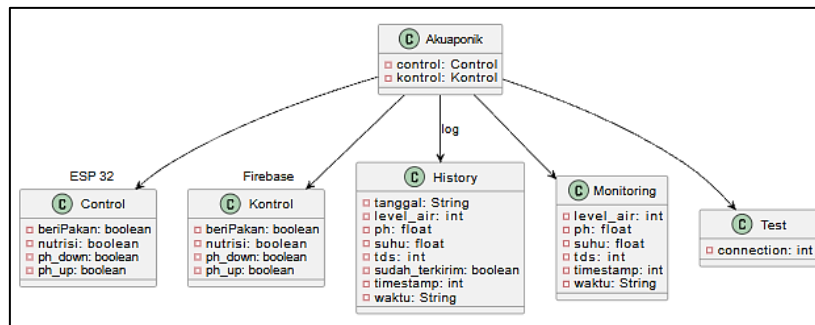 C Akuaponik
control: Control
kontrol: Kontrol
log
ESP 32
C Control
beriPakan: boolean
nutrisi: boolean
ph_down: boolean
ph_up: boolean
Firebase
C Kontrol
beriPakan: boolean
nutrisi: boolean
ph_down: boolean
ph_up: boolean
C History
tanggal: String
level_air: int
ph: float
suhu: float
tds: int
sudah_terkirim: boolean
timestamp: int
waktu: String
C Monitoring
level_air: int
ph: float
suhu: float
tds: int
timestamp: int
waktu: String
C Test
connection: int